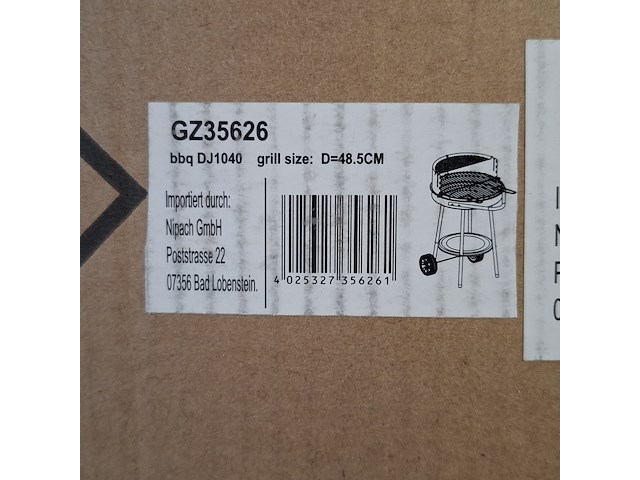 GZ35626
bbq DJ1040 grill size: D=48.5CM
Importiert durch:
Nipach GmbH
Poststrasse 22
07356 Bad Lobenstein.
4 025327 356261